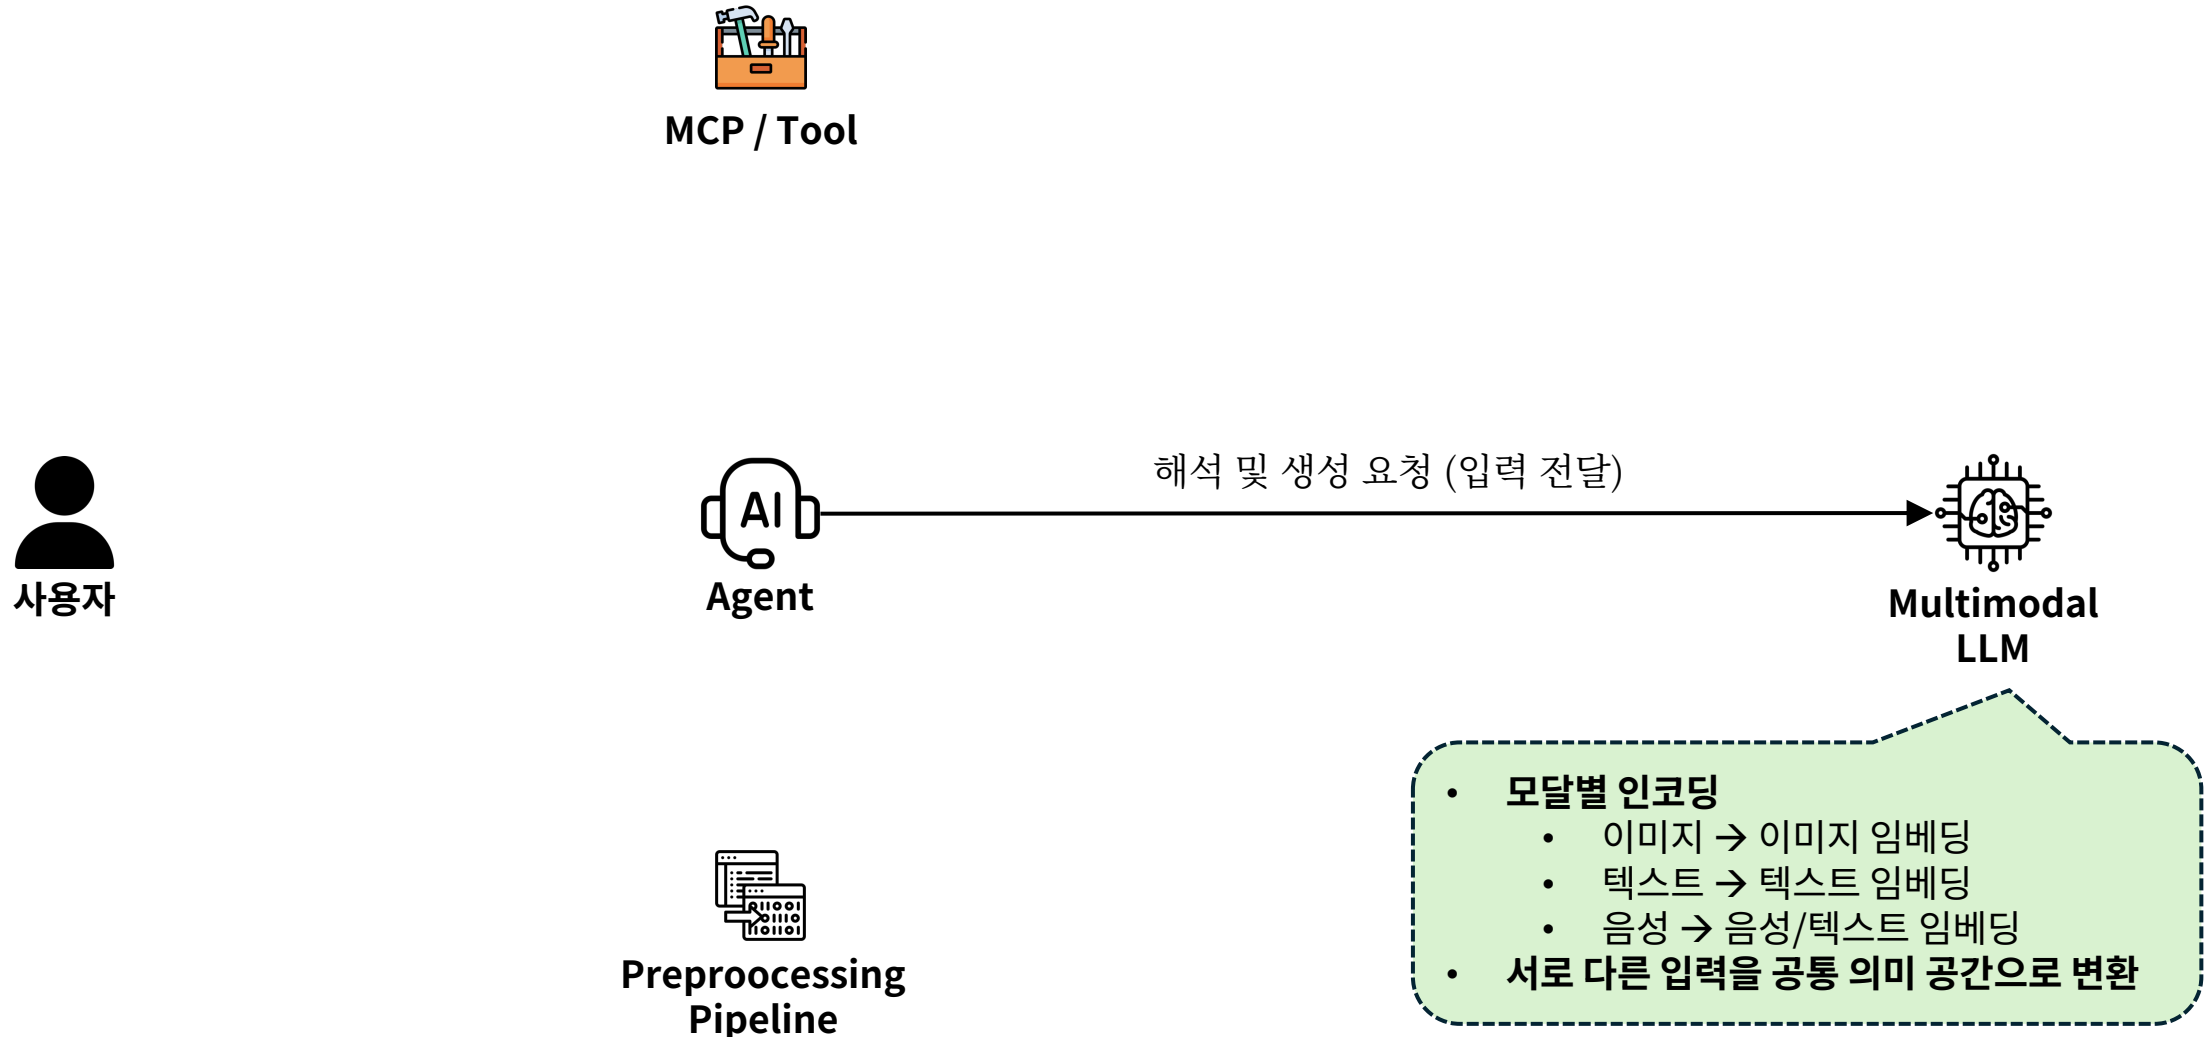 MCP / Tool
해석 및 생성 요청 (입력 전달)
AI
사용자
Agent
Multimodal
LLM
• 모달별 인코딩
• 이미지 → 이미지 임베딩
• 텍스트 → 텍스트 임베딩
• 음성 → 음성/텍스트 임베딩
• 서로 다른 입력을 공통 의미 공간으로 변환
Preproocessing
Pipeline